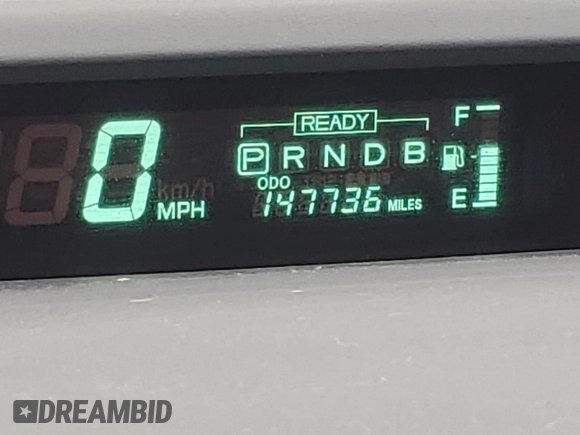 READY
F
0 km/h MPH
P R N D B
ODO
147736 MILES
E
DREAMBID